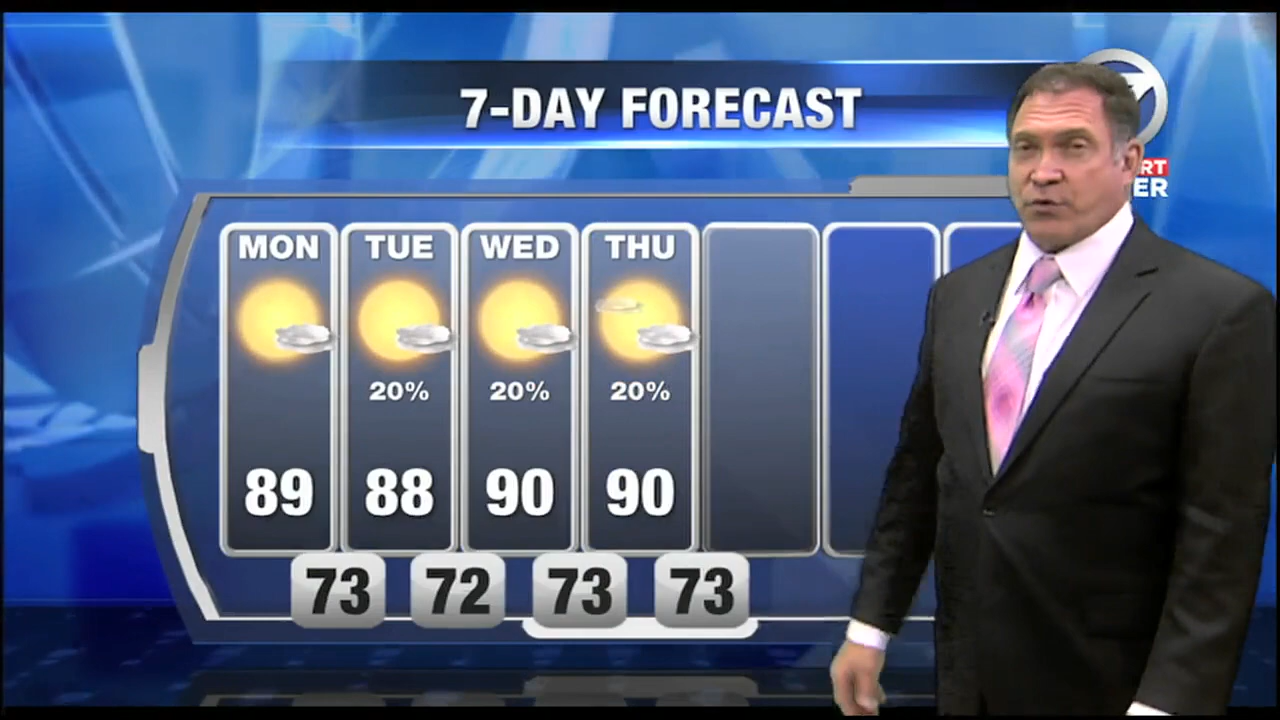 7-DAY FORECAST
MON TUE WED THU
20% 20% 20%
89 88 90 90
73 72 73 73